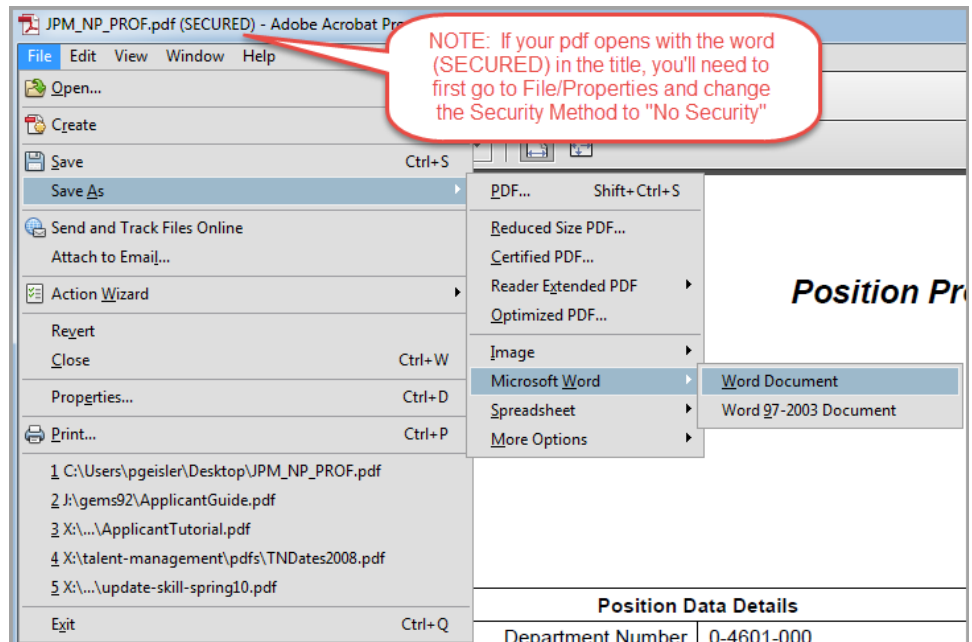 JPM_NP_PROF.pdf (SECURED) - Adobe Acrobat Pr
NOTE: If your pdf opens with the word
(SECURED) in the title, you'll need to
first go to File/Properties and change
the Security Method to "No Security"
File Edit View Window Help
Open...
Create
Save Ctrl+S
Save As
Send and Track Files Online
Attach to Email...
Action Wizard
Revert
Close Ctrl+W
Properties... Ctrl+D
Print... Ctrl+P
1 C:\Users\pgeisler\Desktop\JPM_NP_PROF.pdf
2 J:\gems92\ApplicantGuide.pdf
3 X:\...\ApplicantTutorial.pdf
4 X:\talent-management\pdfs\TNDates2008.pdf
5 X:\...\update-skill-spring10.pdf
Exit Ctrl+Q
PDF... Shift+Ctrl+S
Reduced Size PDF...
Certified PDF...
Reader Extended PDF
Optimized PDF...
Image
Microsoft Word
Spreadsheet
More Options
Word Document
Word 97-2003 Document
Position Pr
Position Data Details
Department Number 0-4601-000